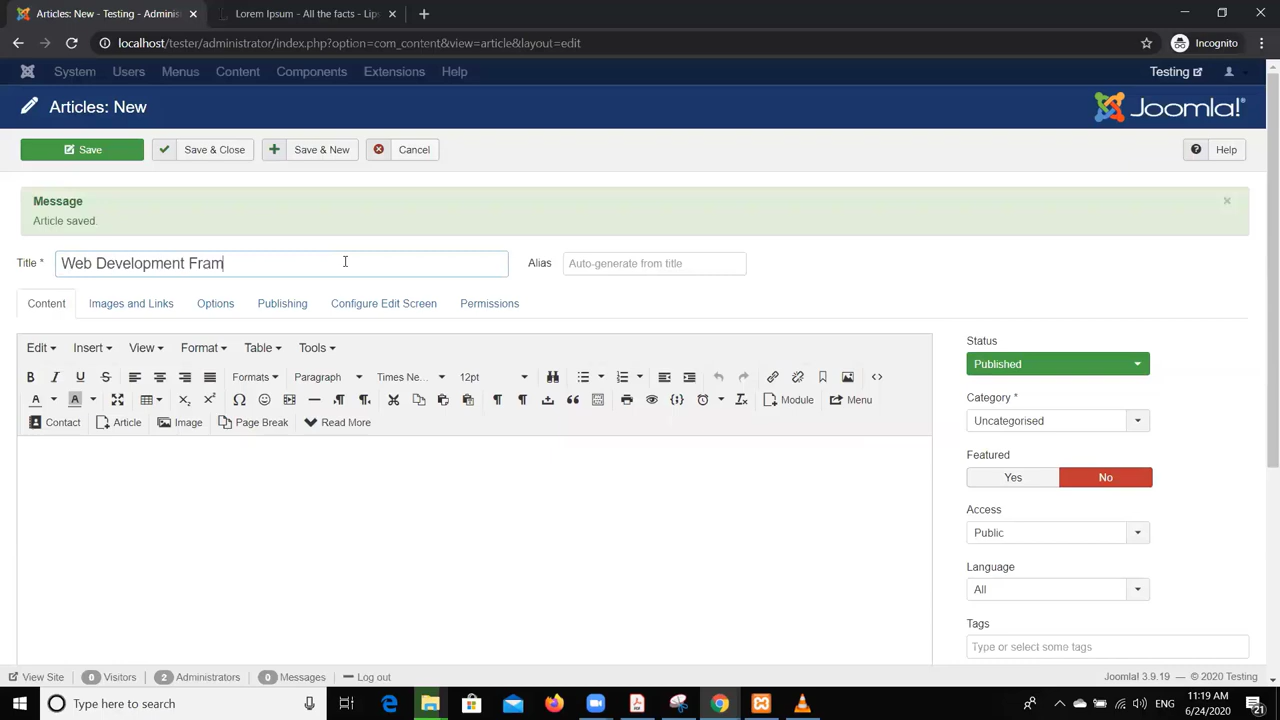 Articles: New - Testing - Adminis
Lorem Ipsum - All the facts - Lips
localhost/tester/administrator/index.php?option=com_content&view=article&layout=edit
Incognito
System Users Menus Content Components Extensions Help
Testing
Articles: New
Joomla!®
Save
Save & Close
Save & New
Cancel
Help
Message
Article saved.
Title *
Web Development Fram
Alias
Auto-generate from title
Content
Images and Links
Options
Publishing
Configure Edit Screen
Permissions
Edit Insert View Format Table Tools
B I U S Formats Paragraph Times Ne... 12pt
A A Module Menu
Contact Article Image Page Break Read More
Status
Published
Category *
Uncategorised
Featured
Yes No
Access
Public
Language
All
Tags
Type or select some tags
View Site 0 Visitors 2 Administrators 0 Messages Log out
Joomla! 3.9.19 — © 2020 Testing
Type here to search
ENG
11:19 AM
6/24/2020
21